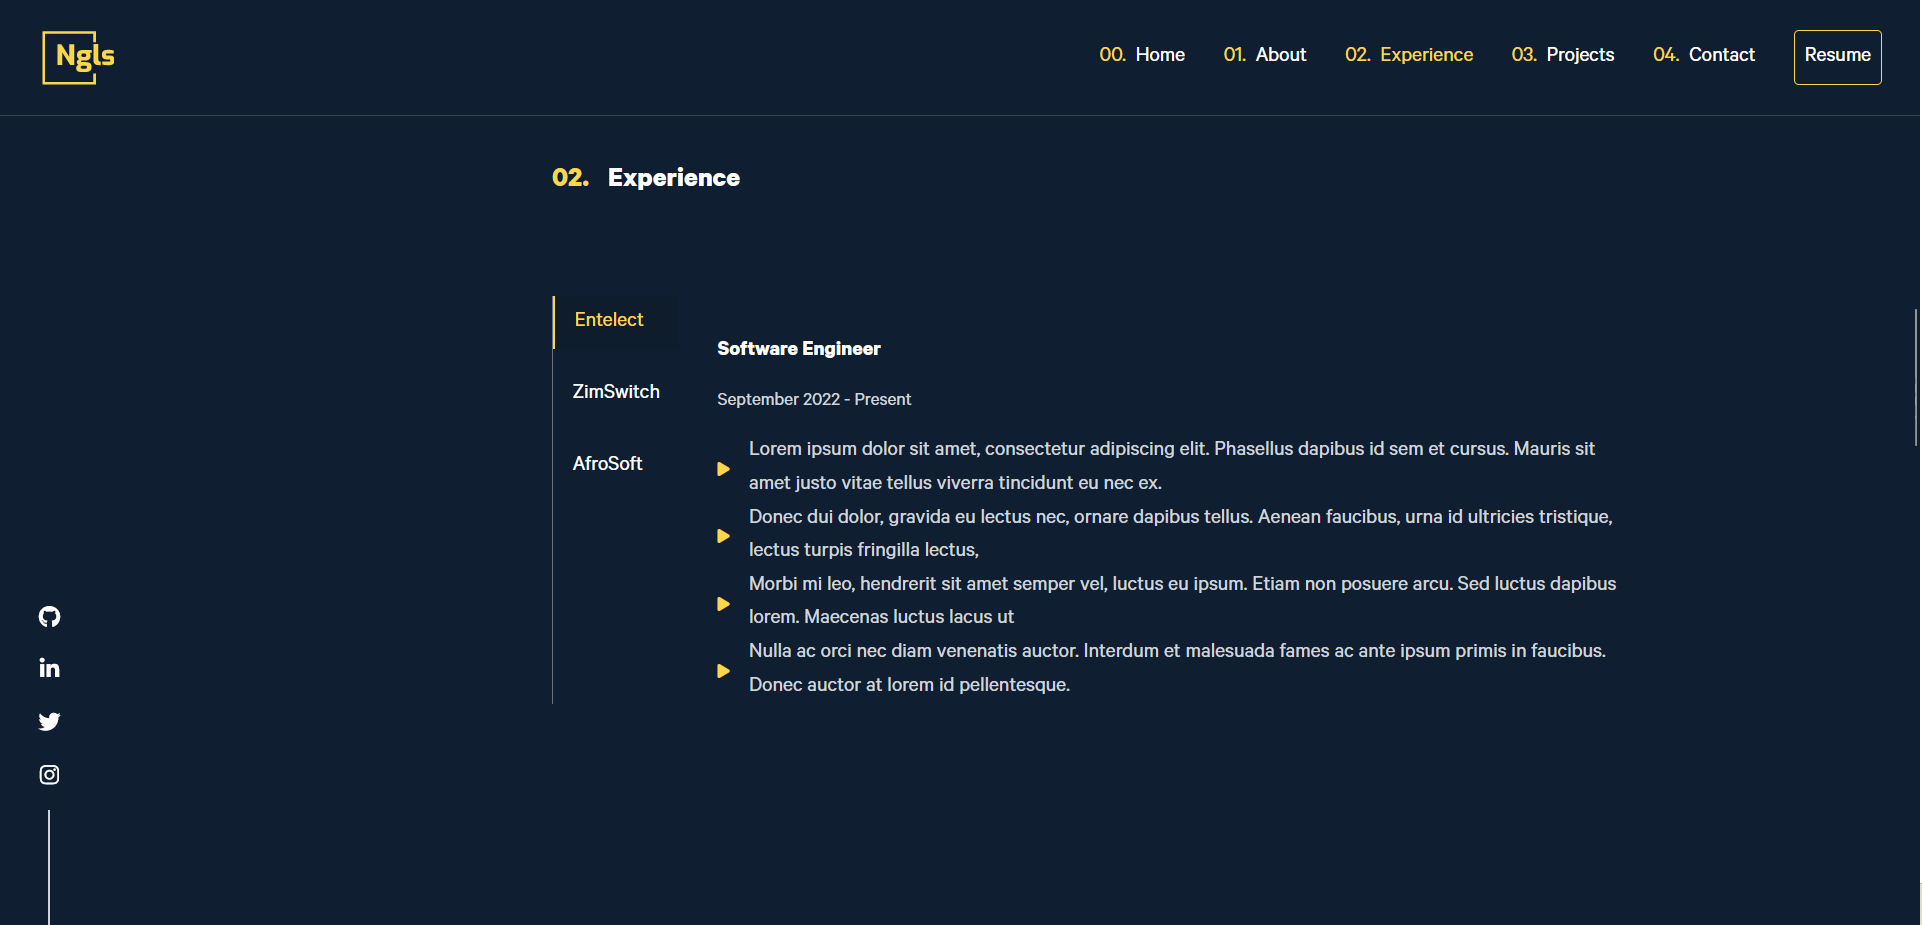 Ngls
00. Home 01. About 02. Experience 03. Projects 04. Contact Resume
02. Experience
Entelect
ZimSwitch
AfroSoft
Software Engineer
September 2022 - Present
Lorem ipsum dolor sit amet, consectetur adipiscing elit. Phasellus dapibus id sem et cursus. Mauris sit
amet justo vitae tellus viverra tincidunt eu nec ex.
Donec dui dolor, gravida eu lectus nec, ornare dapibus tellus. Aenean faucibus, urna id ultricies tristique,
lectus turpis fringilla lectus,
Morbi mi leo, hendrerit sit amet semper vel, luctus eu ipsum. Etiam non posuere arcu. Sed luctus dapibus
lorem. Maecenas luctus lacus ut
Nulla ac orci nec diam venenatis auctor. Interdum et malesuada fames ac ante ipsum primis in faucibus.
Donec auctor at lorem id pellentesque.